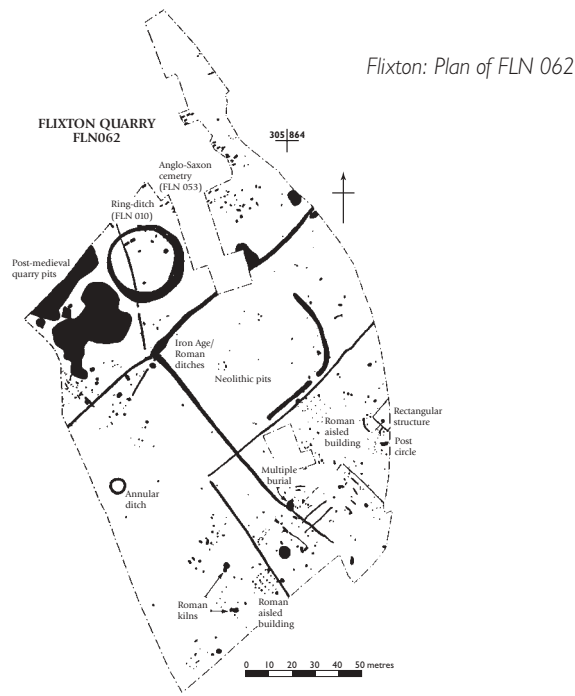 Flixton: Plan of FLN 062
FLIXTON QUARRY
FLN062
305 864
Anglo-Saxon
cemetry
(FLN 053)
Ring-ditch
(FLN 010)
Post-medieval
quarry pits
Iron Age/
Roman
ditches
Neolithic pits
Rectangular
structure
Roman
aisled
building
Post
circle
Multiple
burial
Annular
ditch
Roman
kilns
Roman
aisled
building
0 10 20 30 40 50 metres